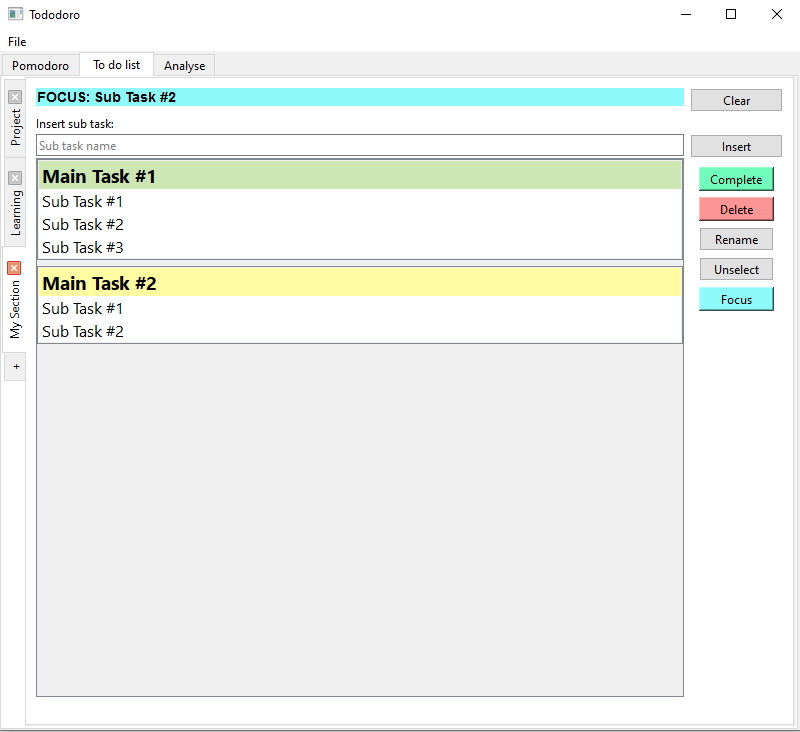 Tododoro
File
Pomodoro To do list Analyse
Project
Learning
My Section
+
FOCUS: Sub Task #2
Clear
Insert sub task:
Sub task name
Insert
Main Task #1
Sub Task #1
Sub Task #2
Sub Task #3
Main Task #2
Sub Task #1
Sub Task #2
Complete
Delete
Rename
Unselect
Focus